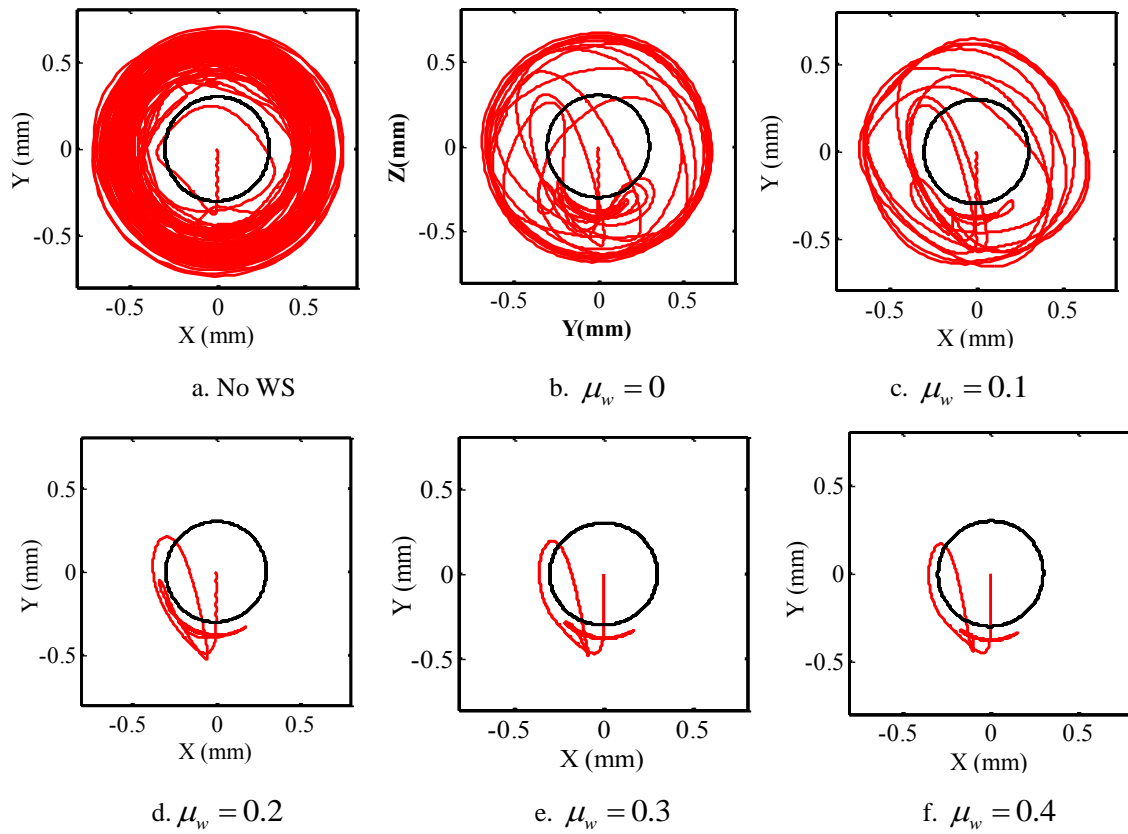 0.5
0
-0.5
Y (mm)
-0.5 0 0.5
X (mm)
a. No WS
0.5
0
-0.5
Z(mm)
-0.5 0 0.5
Y(mm)
b. μw = 0
0.5
0
-0.5
Y (mm)
-0.5 0 0.5
X (mm)
c. μw = 0.1
0.5
0
-0.5
Y (mm)
-0.5 0 0.5
X (mm)
d. μw = 0.2
0.5
0
-0.5
Y (mm)
-0.5 0 0.5
X (mm)
e. μw = 0.3
0.5
0
-0.5
Y (mm)
-0.5 0 0.5
X (mm)
f. μw = 0.4